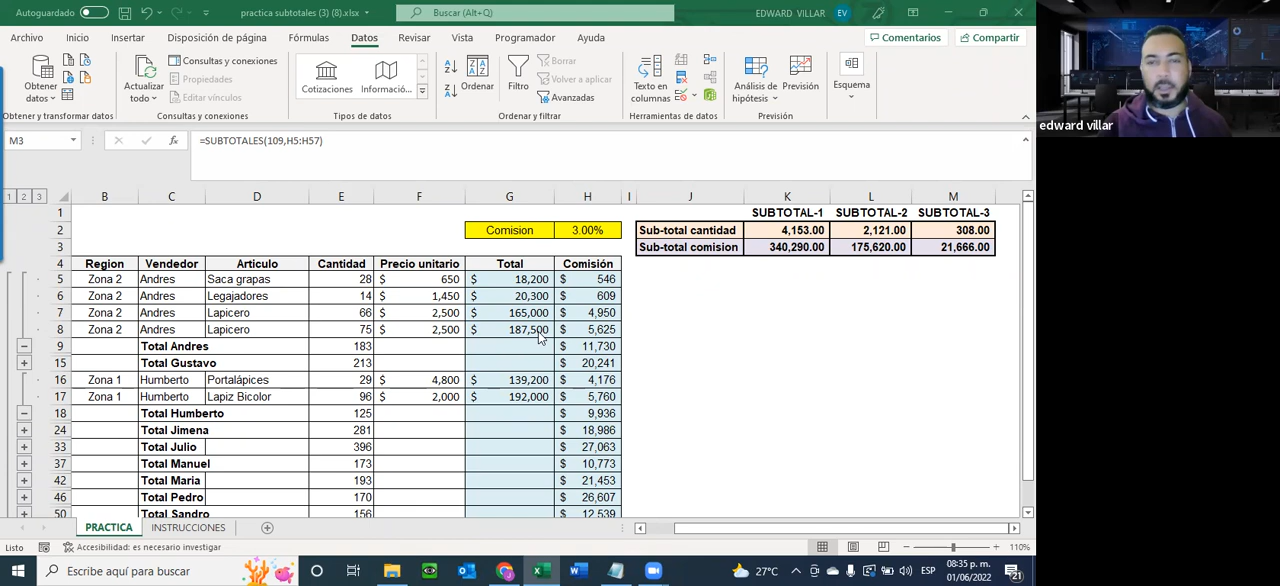 Autoguardado practica subtotales (3) (8).xlsx Buscar (Alt+Q) EDWARD VILLAR EV
Archivo Inicio Insertar Disposición de página Fórmulas Datos Revisar Vista Programador Ayuda Comentarios Compartir
Obtener datos
Actualizar todo
Consultas y conexiones
Propiedades
Editar vínculos
Cotizaciones Informació...
Ordenar
Filtro
Borrar
Volver a aplicar
Avanzadas
Texto en columnas
Análisis de hipótesis
Previsión
Esquema
Obtener y transformar datos Consultas y conexiones Tipos de datos Ordenar y filtrar Herramientas de datos Previsión
edward villar
M3 fx =SUBTOTALES(109,H5:H57)
1 2 3 B C D E F G H I J K L M
1 SUBTOTAL-1 SUBTOTAL-2 SUBTOTAL-3
2 Comision 3.00% Sub-total cantidad 4,153.00 2,121.00 308.00
3 Sub-total comision 340,290.00 175,620.00 21,666.00
4 Region Vendedor Articulo Cantidad Precio unitario Total Comisión
5 Zona 2 Andres Saca grapas 28 $ 650 $ 18,200 $ 546
6 Zona 2 Andres Legajadores 14 $ 1,450 $ 20,300 $ 609
7 Zona 2 Andres Lapicero 66 $ 2,500 $ 165,000 $ 4,950
8 Zona 2 Andres Lapicero 75 $ 2,500 $ 187,500 $ 5,625
9 Total Andres 183 $ 11,730
15 Total Gustavo 213 $ 20,241
16 Zona 1 Humberto Portalápices 29 $ 4,800 $ 139,200 $ 4,176
17 Zona 1 Humberto Lapiz Bicolor 96 $ 2,000 $ 192,000 $ 5,760
18 Total Humberto 125 $ 9,936
24 Total Jimena 281 $ 18,986
33 Total Julio 396 $ 27,063
37 Total Manuel 173 $ 10,773
42 Total Maria 193 $ 21,453
46 Total Pedro 170 $ 26,607
50 Total Sandro 156 $ 12,539
PRACTICA INSTRUCCIONES
Listo Accesibilidad: es necesario investigar 110%
Escribe aquí para buscar 27°C ESP 08:35 p. m.
01/06/2022 21